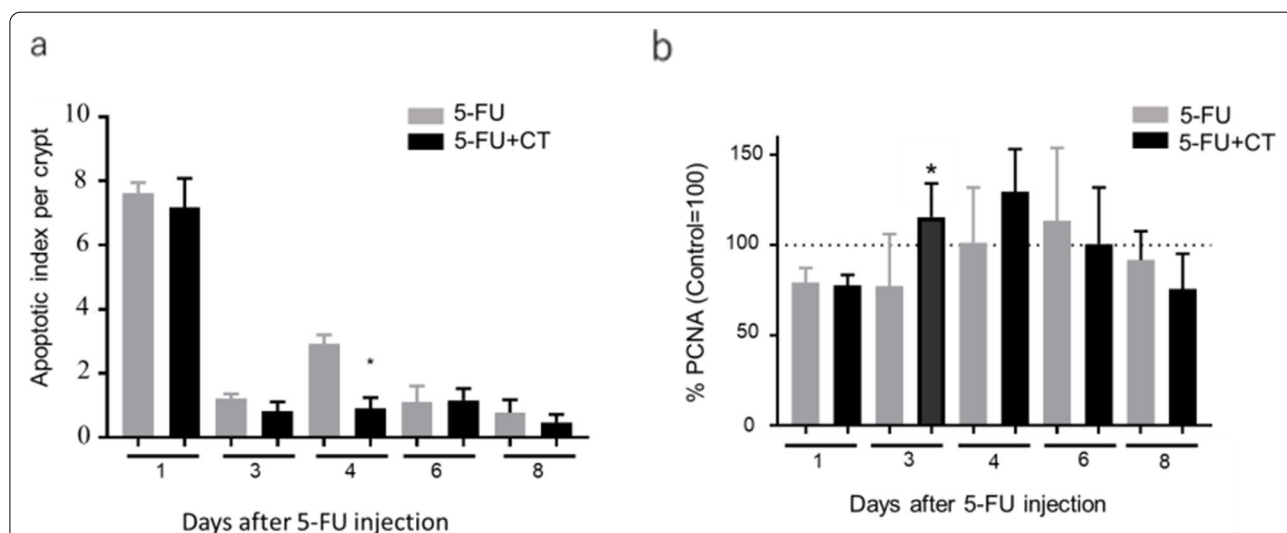 a
5-FU
5-FU+CT
Apoptotic index per crypt
10
8
6
4
2
0
*
1 3 4 6 8
Days after 5-FU injection
b
5-FU
5-FU+CT
% PCNA (Control=100)
150
100
50
0
*
1 3 4 6 8
Days after 5-FU injection